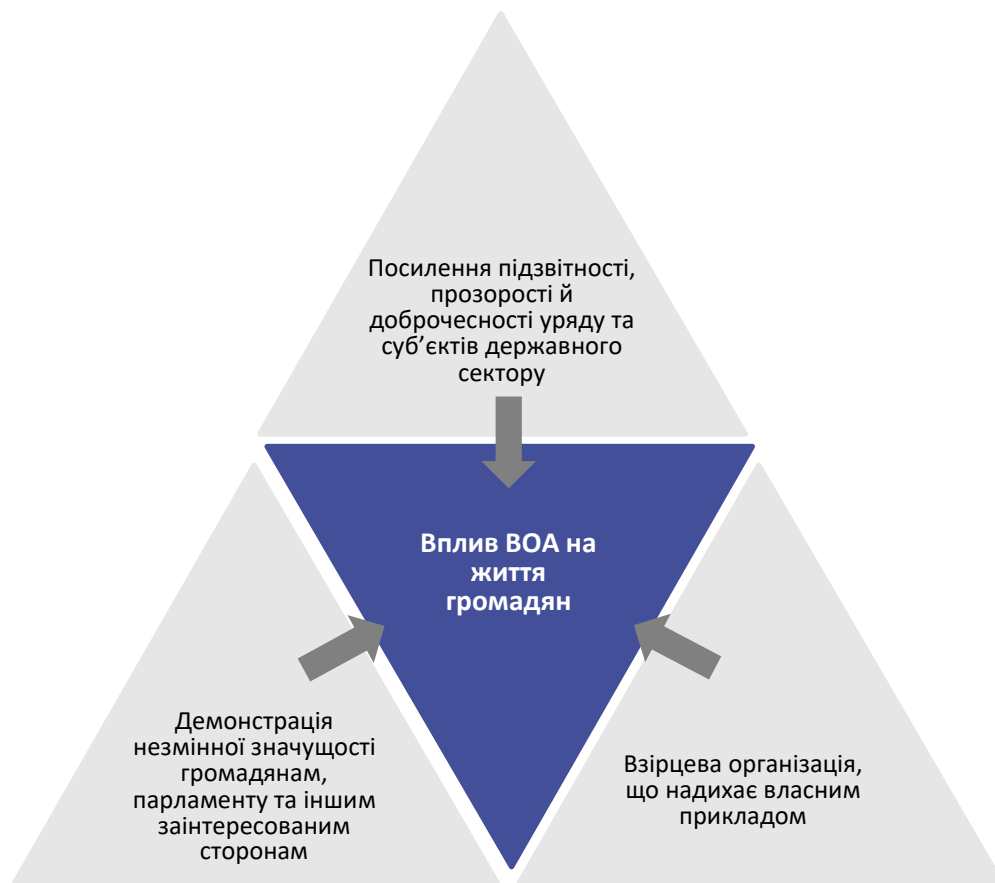 Посилення підзвітності,
прозорості й
доброчесності уряду та
суб’єктів державного
сектору
Вплив ВОА на
життя
громадян
Демонстрація
незмінної значущості
громадянам,
парламенту та іншим
заінтересованим
сторонам
Взірцева організація,
що надихає власним
прикладом